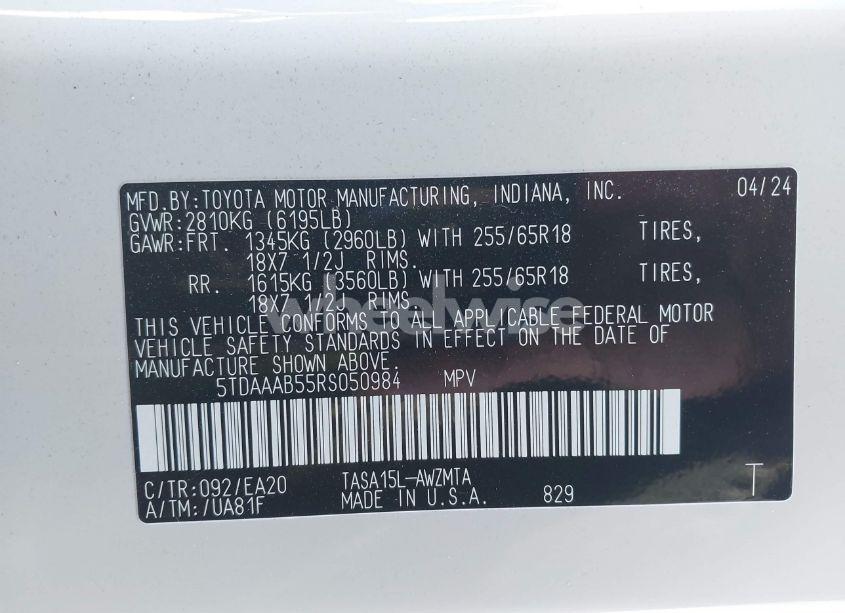 MFD.BY:TOYOTA MOTOR MANUFACTURING, INDIANA, INC. 04/24
GVWR:2810KG (6195LB)
GAWR:FRT. 1345KG (2960LB) WITH 255/65R18 TIRES,
18X7 1/2J RIMS.
RR. 1615KG (3560LB) WITH 255/65R18 TIRES,
18X7 1/2J RIMS
wheelwise
THIS VEHICLE CONFORMS TO ALL APPLICABLE FEDERAL MOTOR
VEHICLE SAFETY STANDARDS IN EFFECT ON THE DATE OF
MANUFACTURE SHOWN ABOVE.
5TDAAAB55RS050984 MPV
C/TR:092/EA20 TASA15L-AWZMTA T
A/TM:/UA81F MADE IN U.S.A. 829